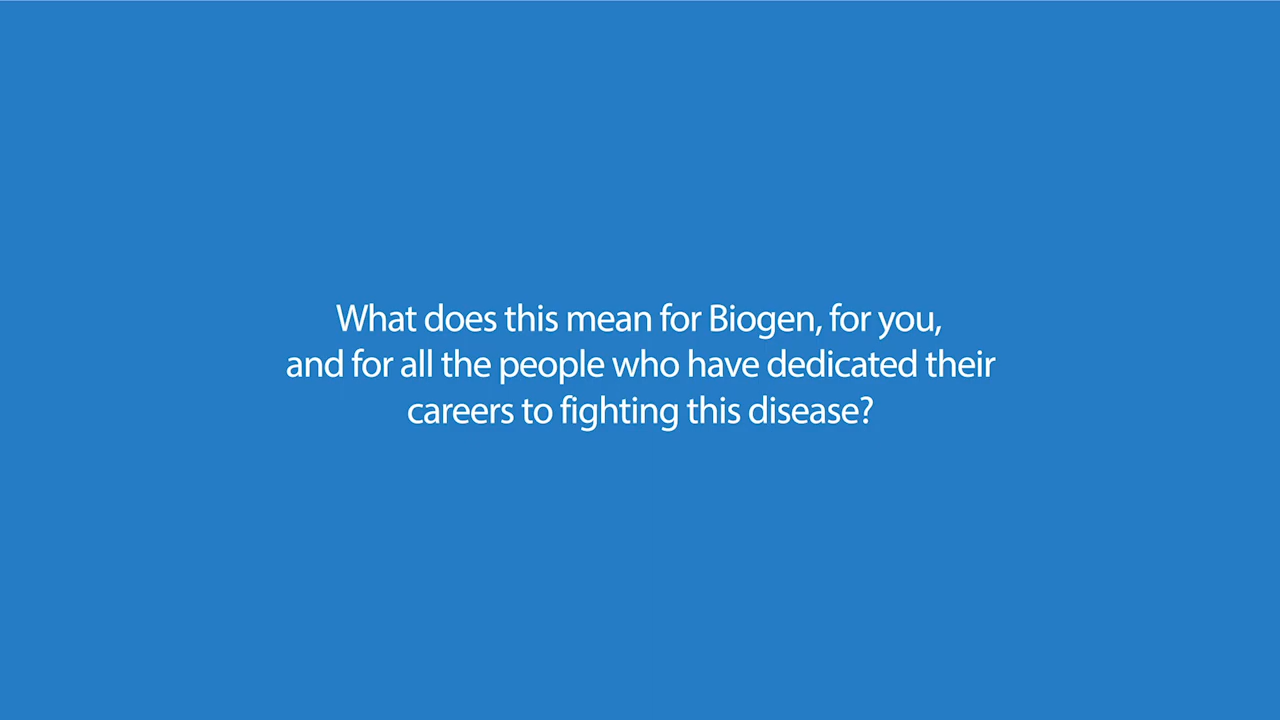 What does this mean for Biogen, for you,
and for all the people who have dedicated their
careers to fighting this disease?